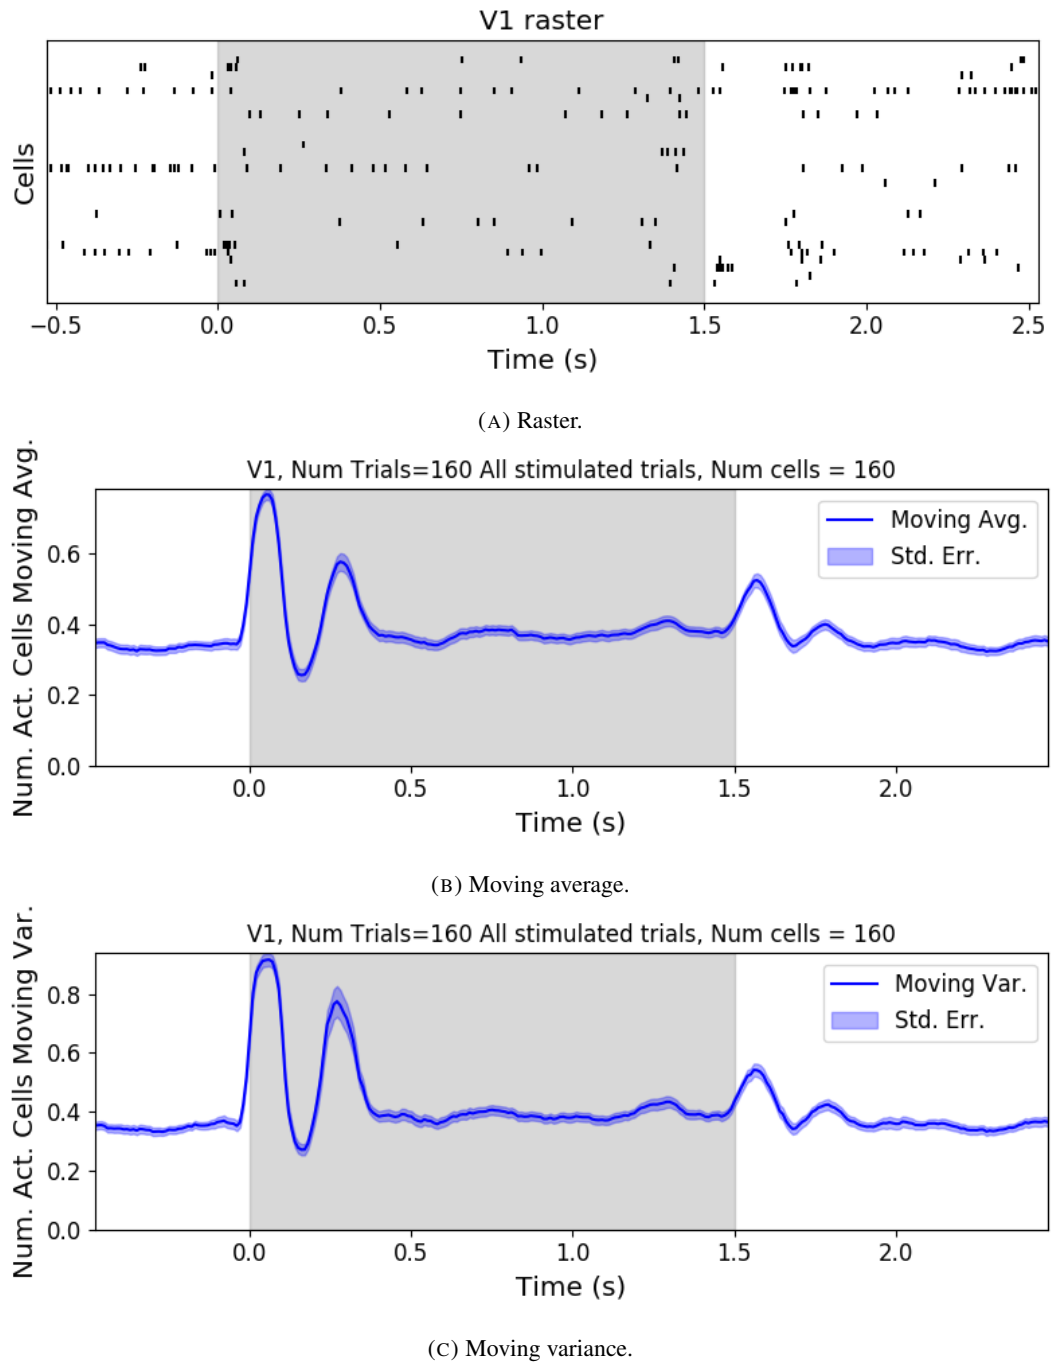 V1 raster
Cells
−0.5 0.0 0.5 1.0 1.5 2.0 2.5
Time (s)
(A) Raster.
V1, Num Trials=160 All stimulated trials, Num cells = 160
Num. Act. Cells Moving Avg.
0.6
0.4
0.2
0.0
Moving Avg.
Std. Err.
0.0 0.5 1.0 1.5 2.0
Time (s)
(B) Moving average.
V1, Num Trials=160 All stimulated trials, Num cells = 160
Num. Act. Cells Moving Var.
0.8
0.6
0.4
0.2
0.0
Moving Var.
Std. Err.
0.0 0.5 1.0 1.5 2.0
Time (s)
(C) Moving variance.